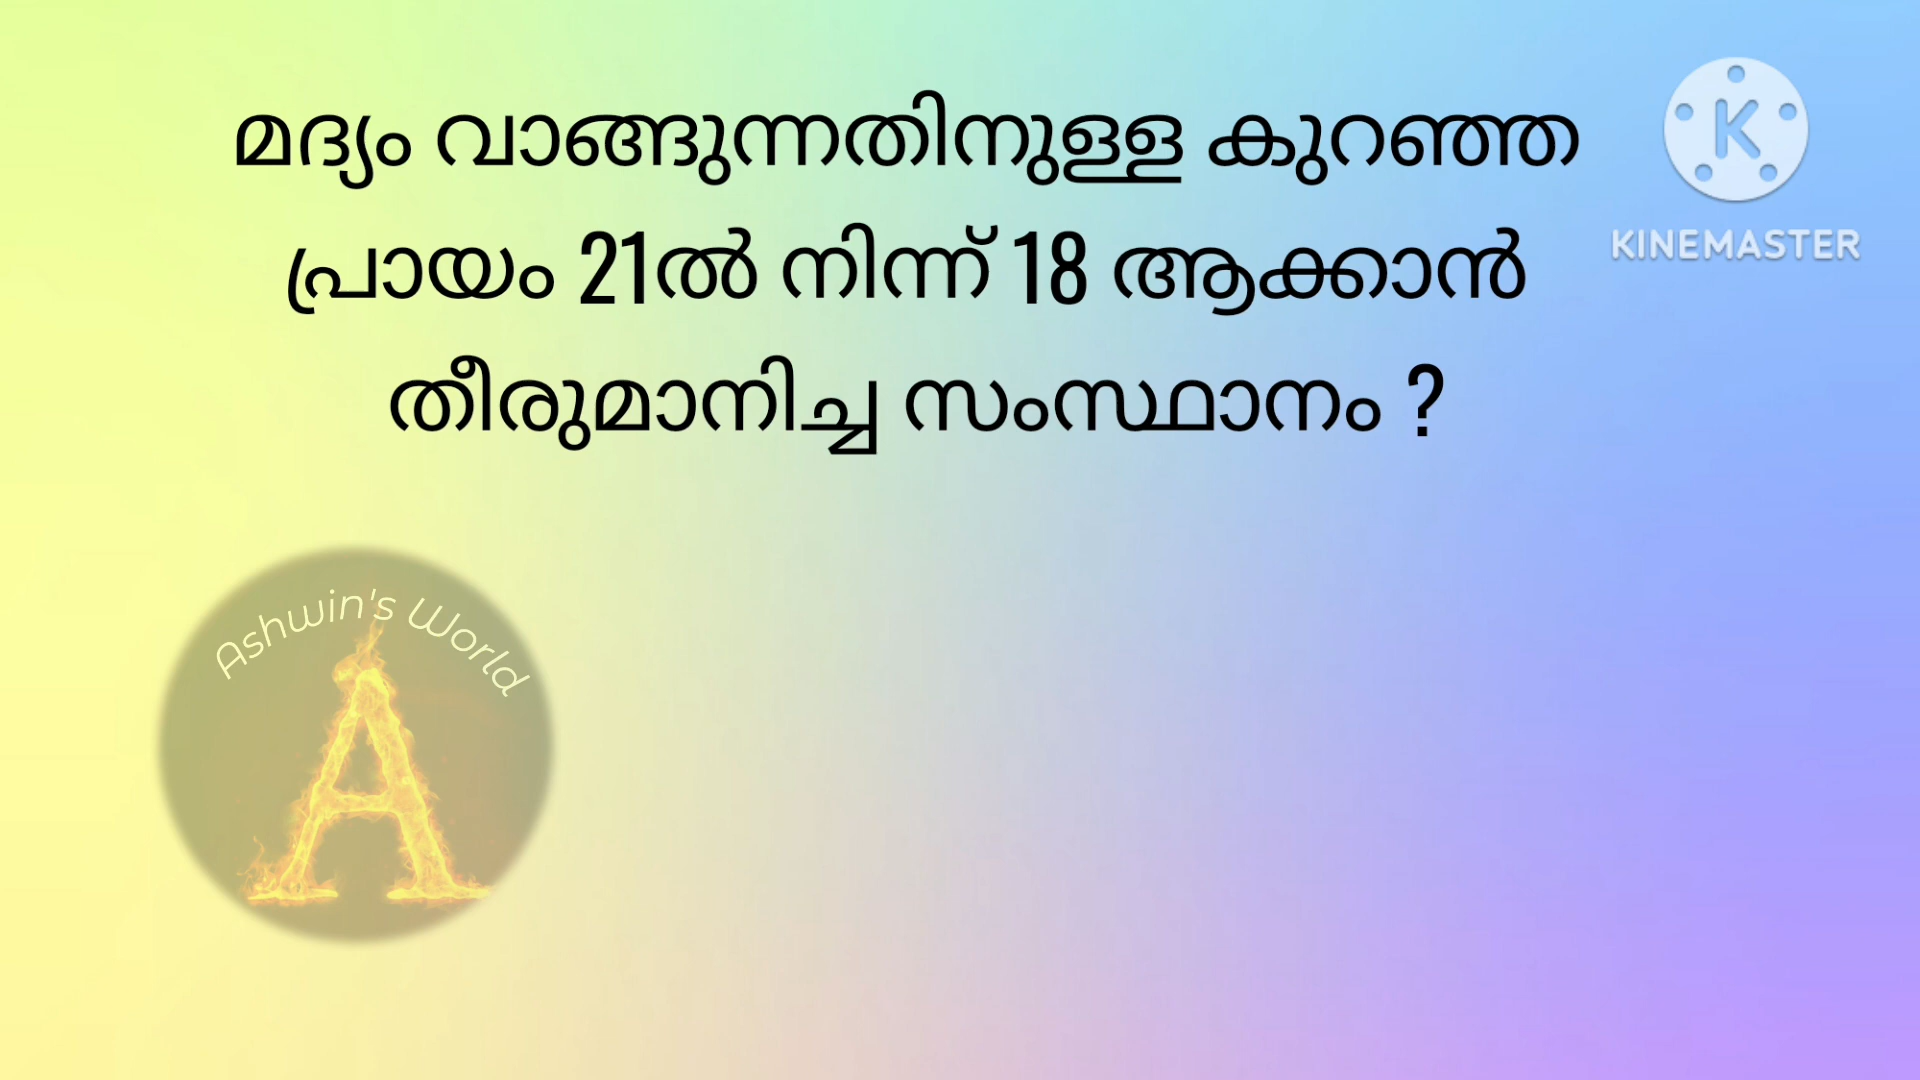 മദ്യം വാങ്ങുന്നതിനുള്ള കുറഞ്ഞ
പ്രായം 21ൽ നിന്ന് 18 ആക്കാൻ
തീരുമാനിച്ച സംസ്ഥാനം ?
K
KINEMASTER
Ashwin's World
A